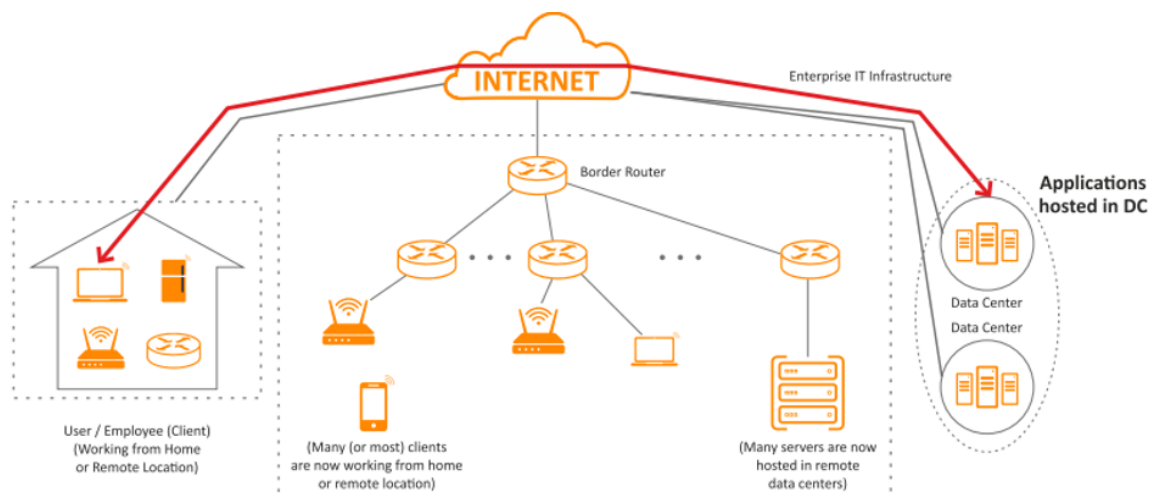 INTERNET
Enterprise IT Infrastructure
Border Router
Applications
hosted in DC
Data Center
Data Center
User / Employee (Client)
(Working from Home
or Remote Location)
(Many (or most) clients
are now working from home
or remote location)
(Many servers are now
hosted in remote
data centers)